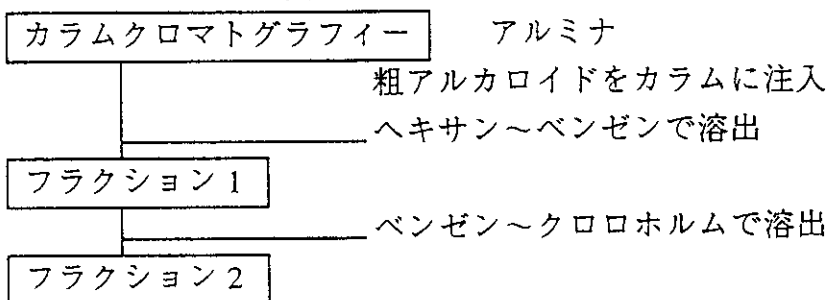 カラムクロマトグラフィー アルミナ
粗アルカロイドをカラムに注入
ヘキサン~ベンゼンで溶出
フラクション1
ベンゼン~クロロホルムで溶出
フラクション2